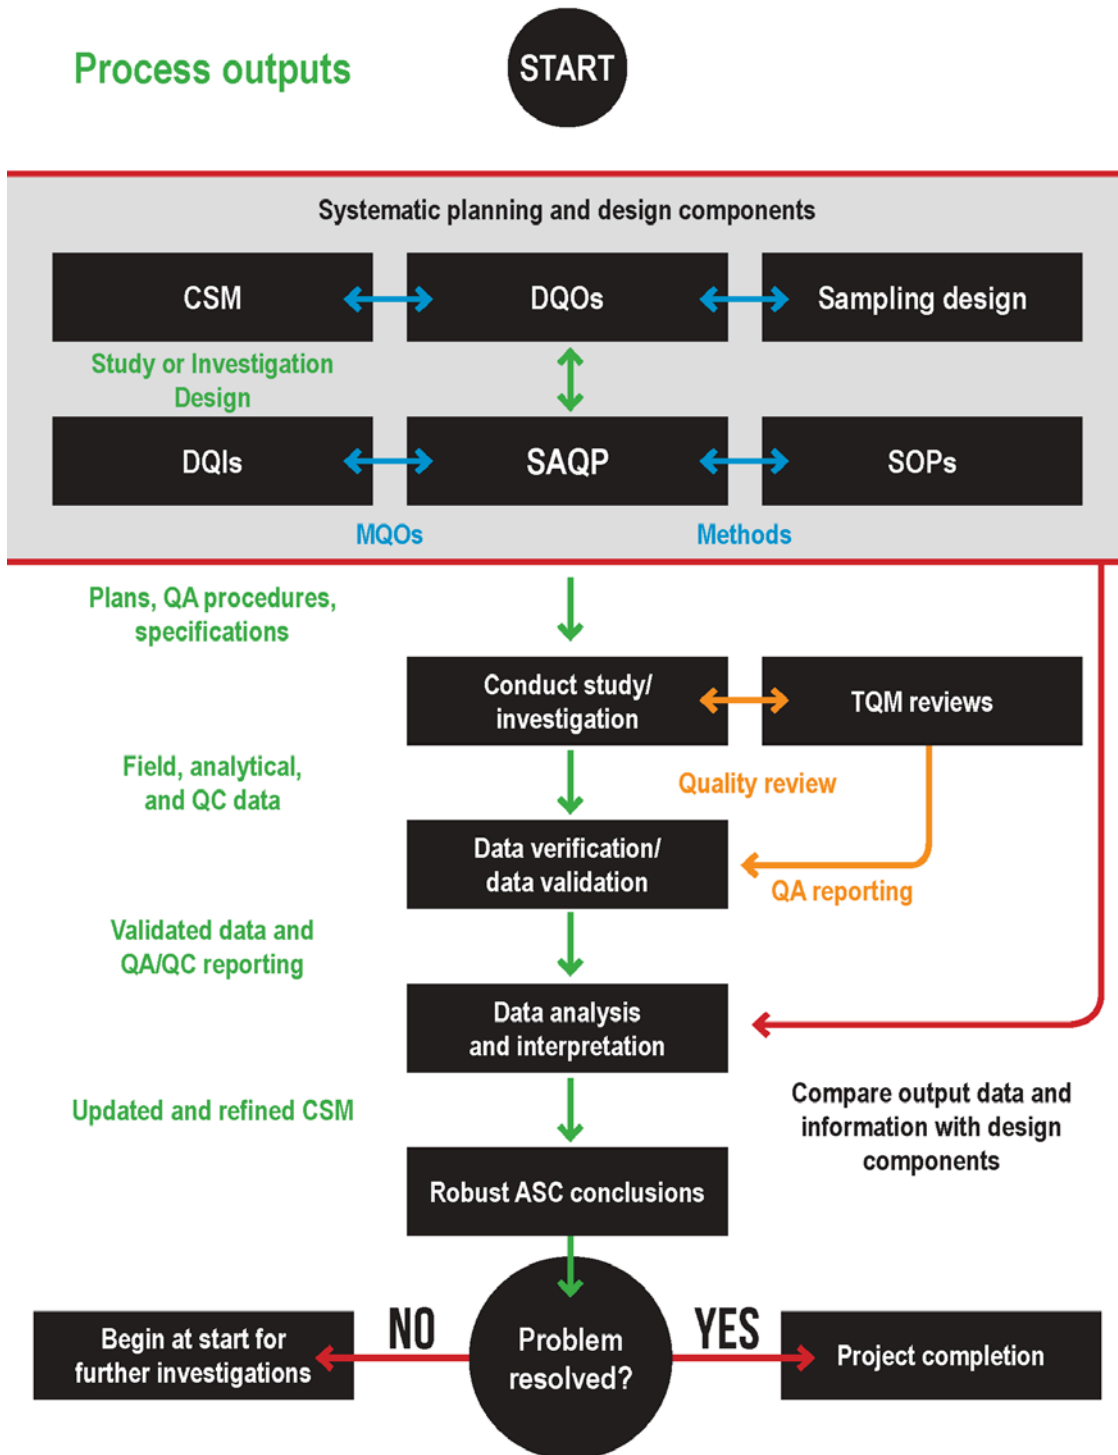 Process outputs
START
Systematic planning and design components
CSM
DQOs
Sampling design
Study or Investigation
Design
DQIs
SAQP
SOPs
MQOs
Methods
Plans, QA procedures,
specifications
Conduct study/
investigation
TQM reviews
Field, analytical,
and QC data
Quality review
Data verification/
data validation
QA reporting
Validated data and
QA/QC reporting
Data analysis
and interpretation
Updated and refined CSM
Compare output data and
information with design
components
Robust ASC conclusions
NO
YES
Begin at start for
further investigations
Problem
resolved?
Project completion